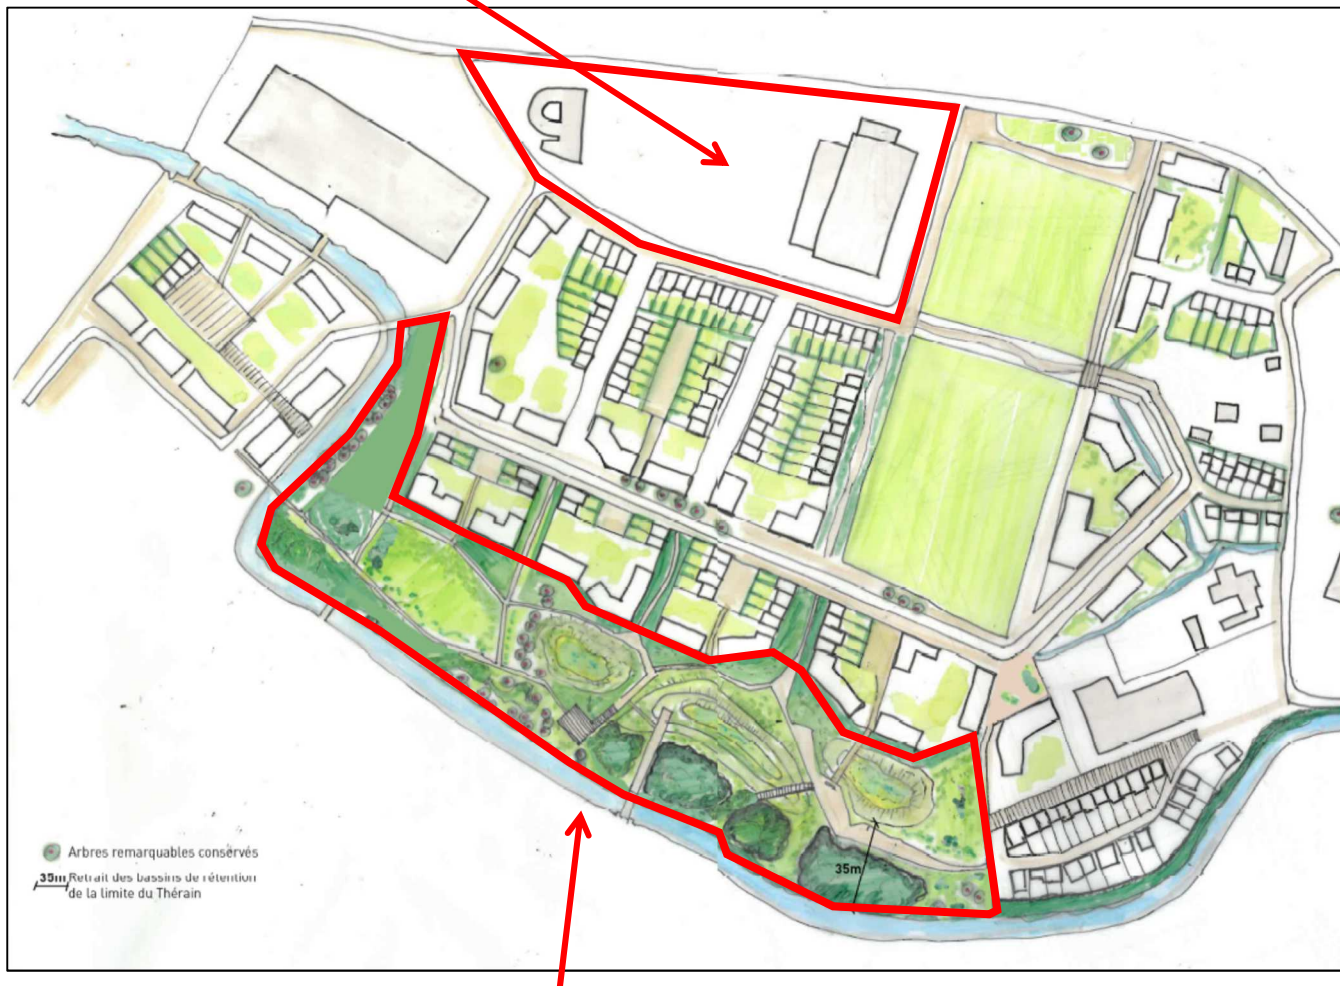 35m
Arbres remarquables conservés
35m Retrait des bassins de rétention
de la limite du Thérain